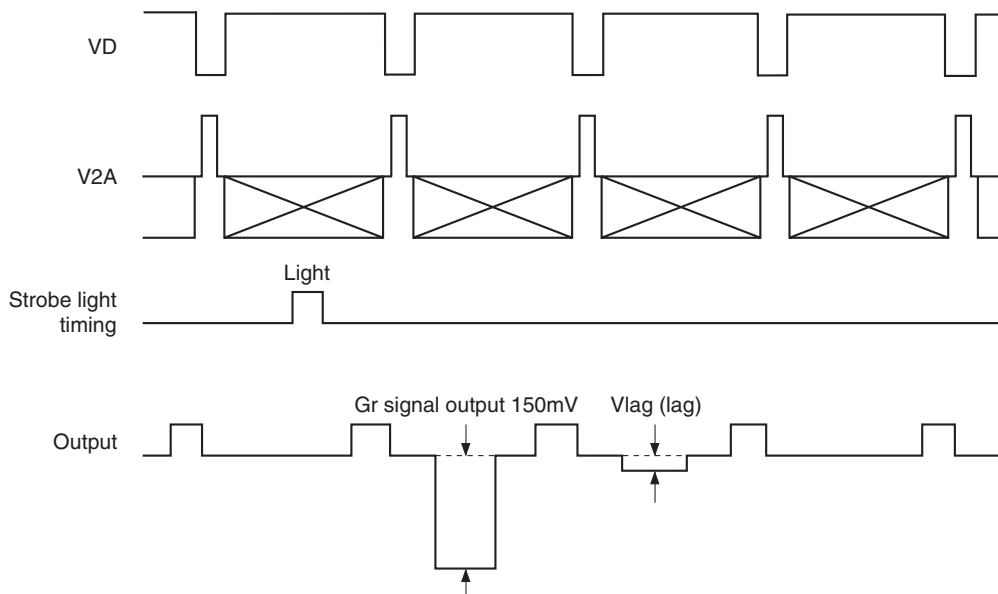 VD
V2A
Light
Strobe light
timing
Gr signal output 150mV
Vlag (lag)
Output